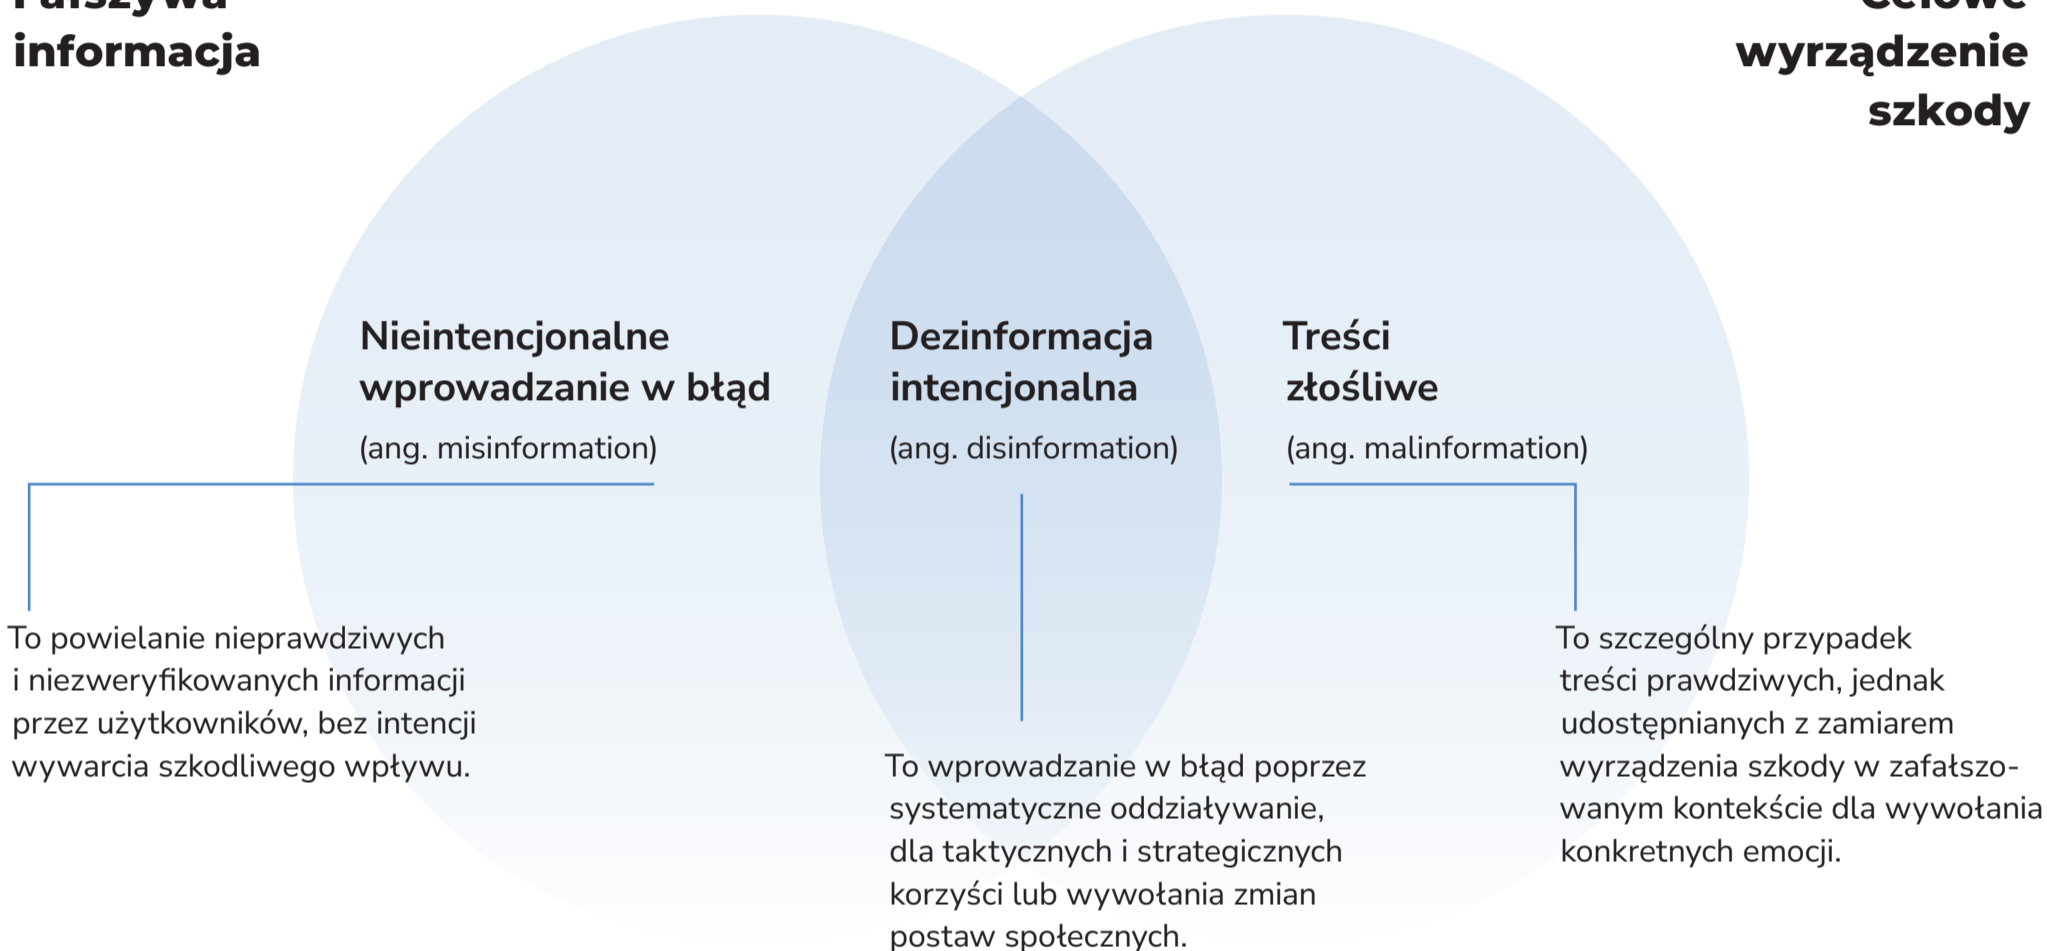 Fałszywa
informacja
Celowe
wyrządzenie
szkody
Nieintencjonalne
wprowadzanie w błąd
(ang. misinformation)
Dezinformacja
intencjonalna
(ang. disinformation)
Treści
złośliwe
(ang. malinformation)
To powielanie nieprawdziwych
i niezweryfikowanych informacji
przez użytkowników, bez intencji
wywarcia szkodliwego wpływu.
To wprowadzanie w błąd poprzez
systematyczne oddziaływanie,
dla taktycznych i strategicznych
korzyści lub wywołania zmian
postaw społecznych.
To szczególny przypadek
treści prawdziwych, jednak
udostępnianych z zamiarem
wyrządzenia szkody w zafałszo-
wanym kontekście dla wywołania
konkretnych emocji.